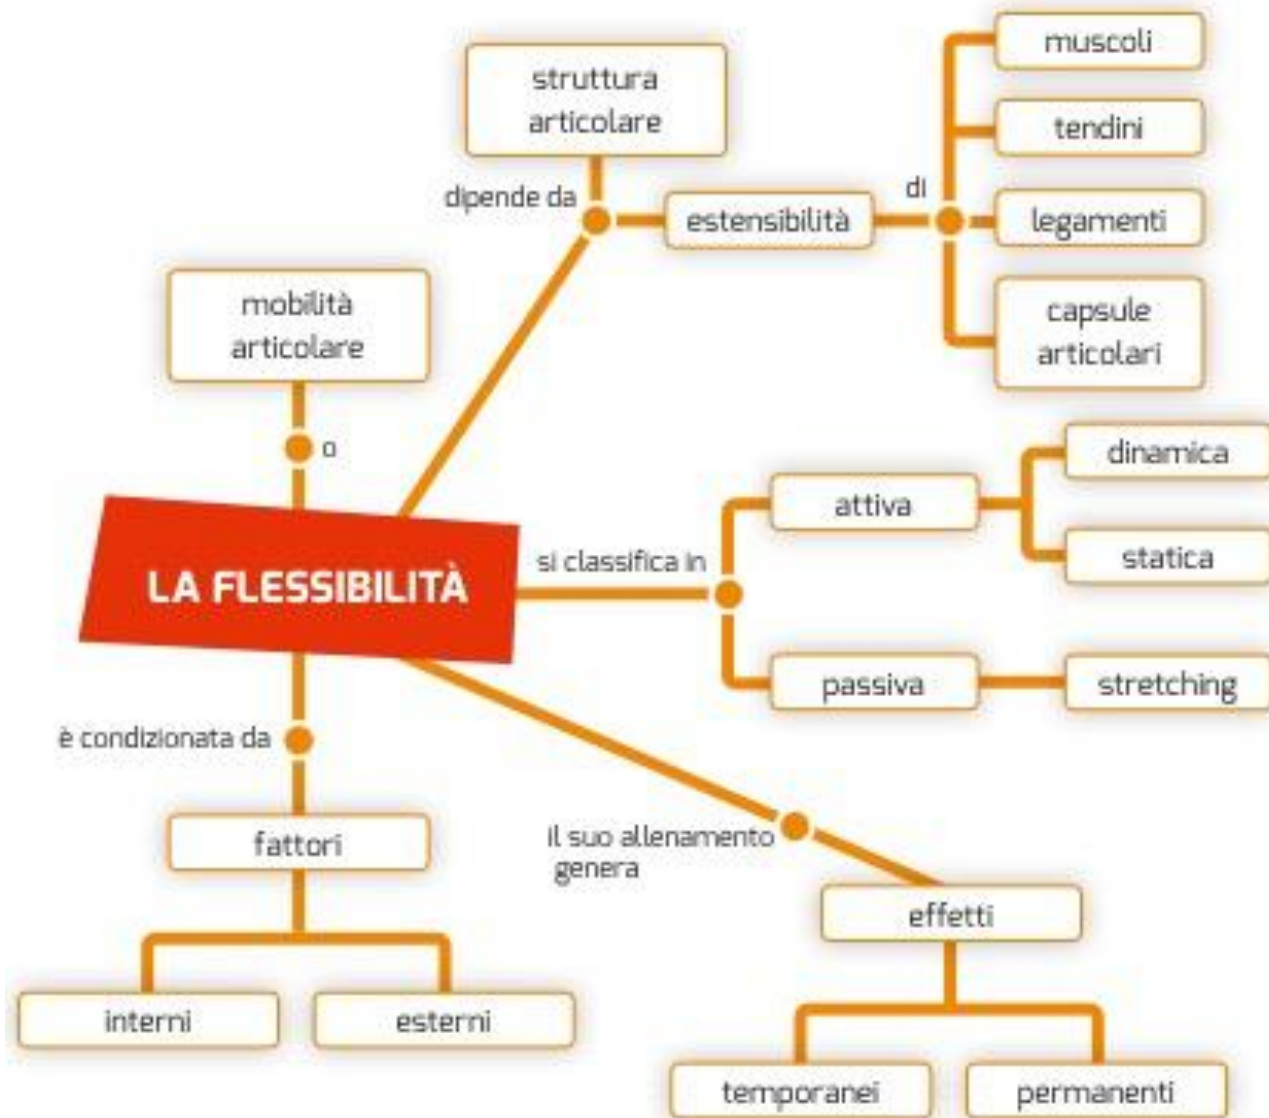 struttura
articolare
dipende da
estensibilità
di
muscoli
tendini
legamenti
capsule
articolari
mobilità
articolare
o
LA FLESSIBILITÀ
si classifica in
attiva
dinamica
statica
passiva
stretching
è condizionata da
fattori
interni
esterni
il suo allenamento
genera
effetti
temporanei
permanenti